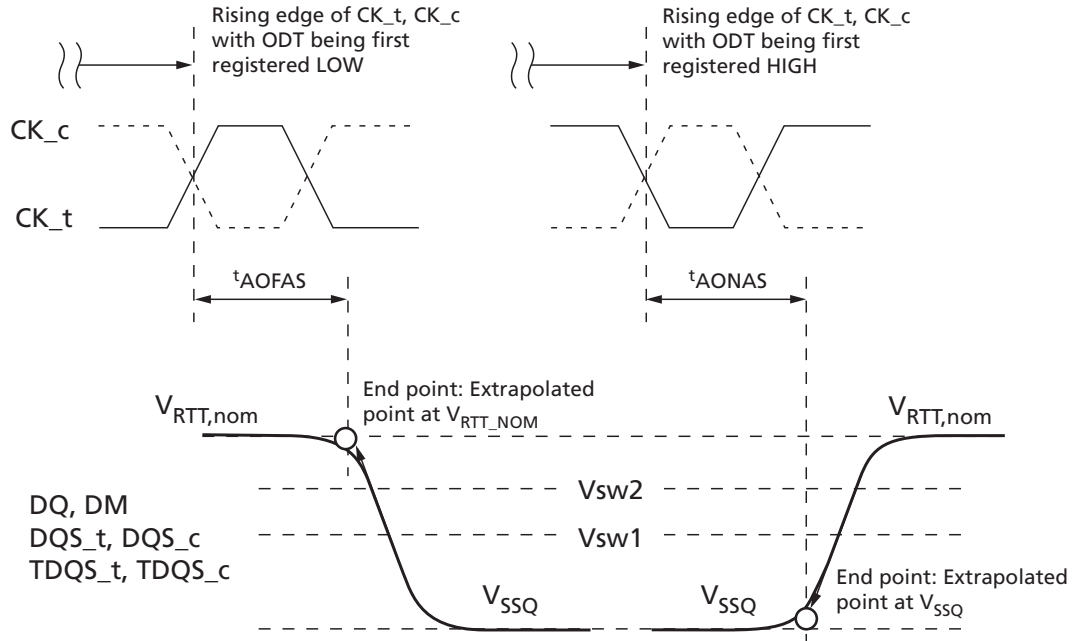 Rising edge of CK_t, CK_c
with ODT being first
registered LOW
Rising edge of CK_t, CK_c
with ODT being first
registered HIGH
CK_c
CK_t
tAOFAS
tAONAS
End point: Extrapolated
point at VRTT_NOM
VRTT,nom
VRTT,nom
Vsw2
DQ, DM
Vsw1
DQS_t, DQS_c
TDQS_t, TDQS_c
VSSQ
VSSQ
End point: Extrapolated
point at VSSQ